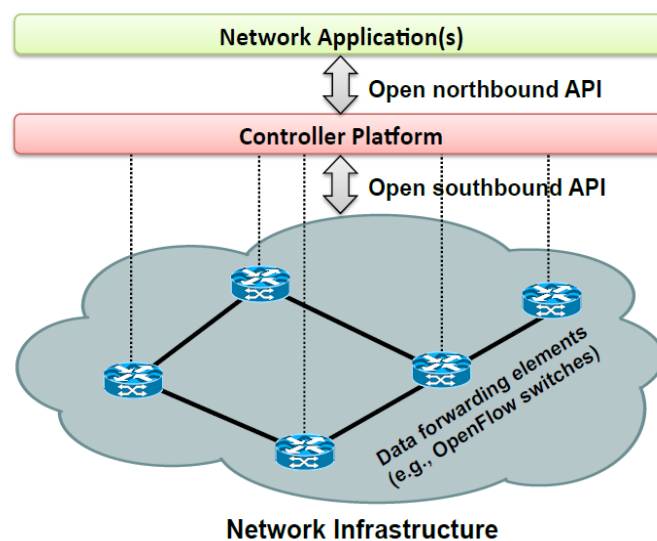 Network Application(s)
Open northbound API
Controller Platform
Open southbound API
Data forwarding elements
(e.g., OpenFlow switches)
Network Infrastructure